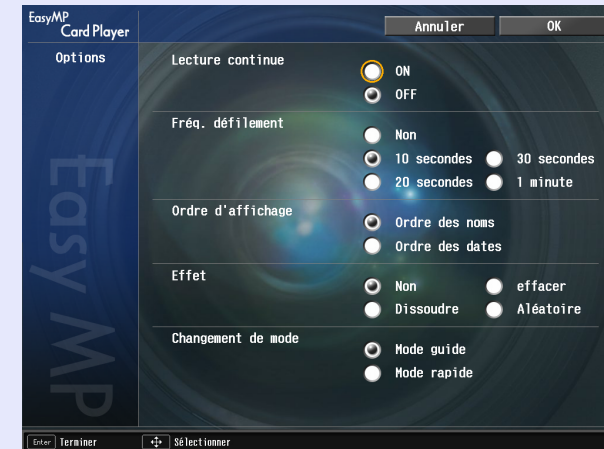 EasyMP
Card Player
Annuler
OK
Options
Lecture continue
ON
OFF
Fréq. défilement
Non
10 secondes
30 secondes
20 secondes
1 minute
Ordre d'affichage
Ordre des noms
Ordre des dates
Effet
Non
effacer
Dissoudre
Aléatoire
Changement de mode
Mode guide
Mode rapide
Easy MP
Enter Terminer
Sélectionner